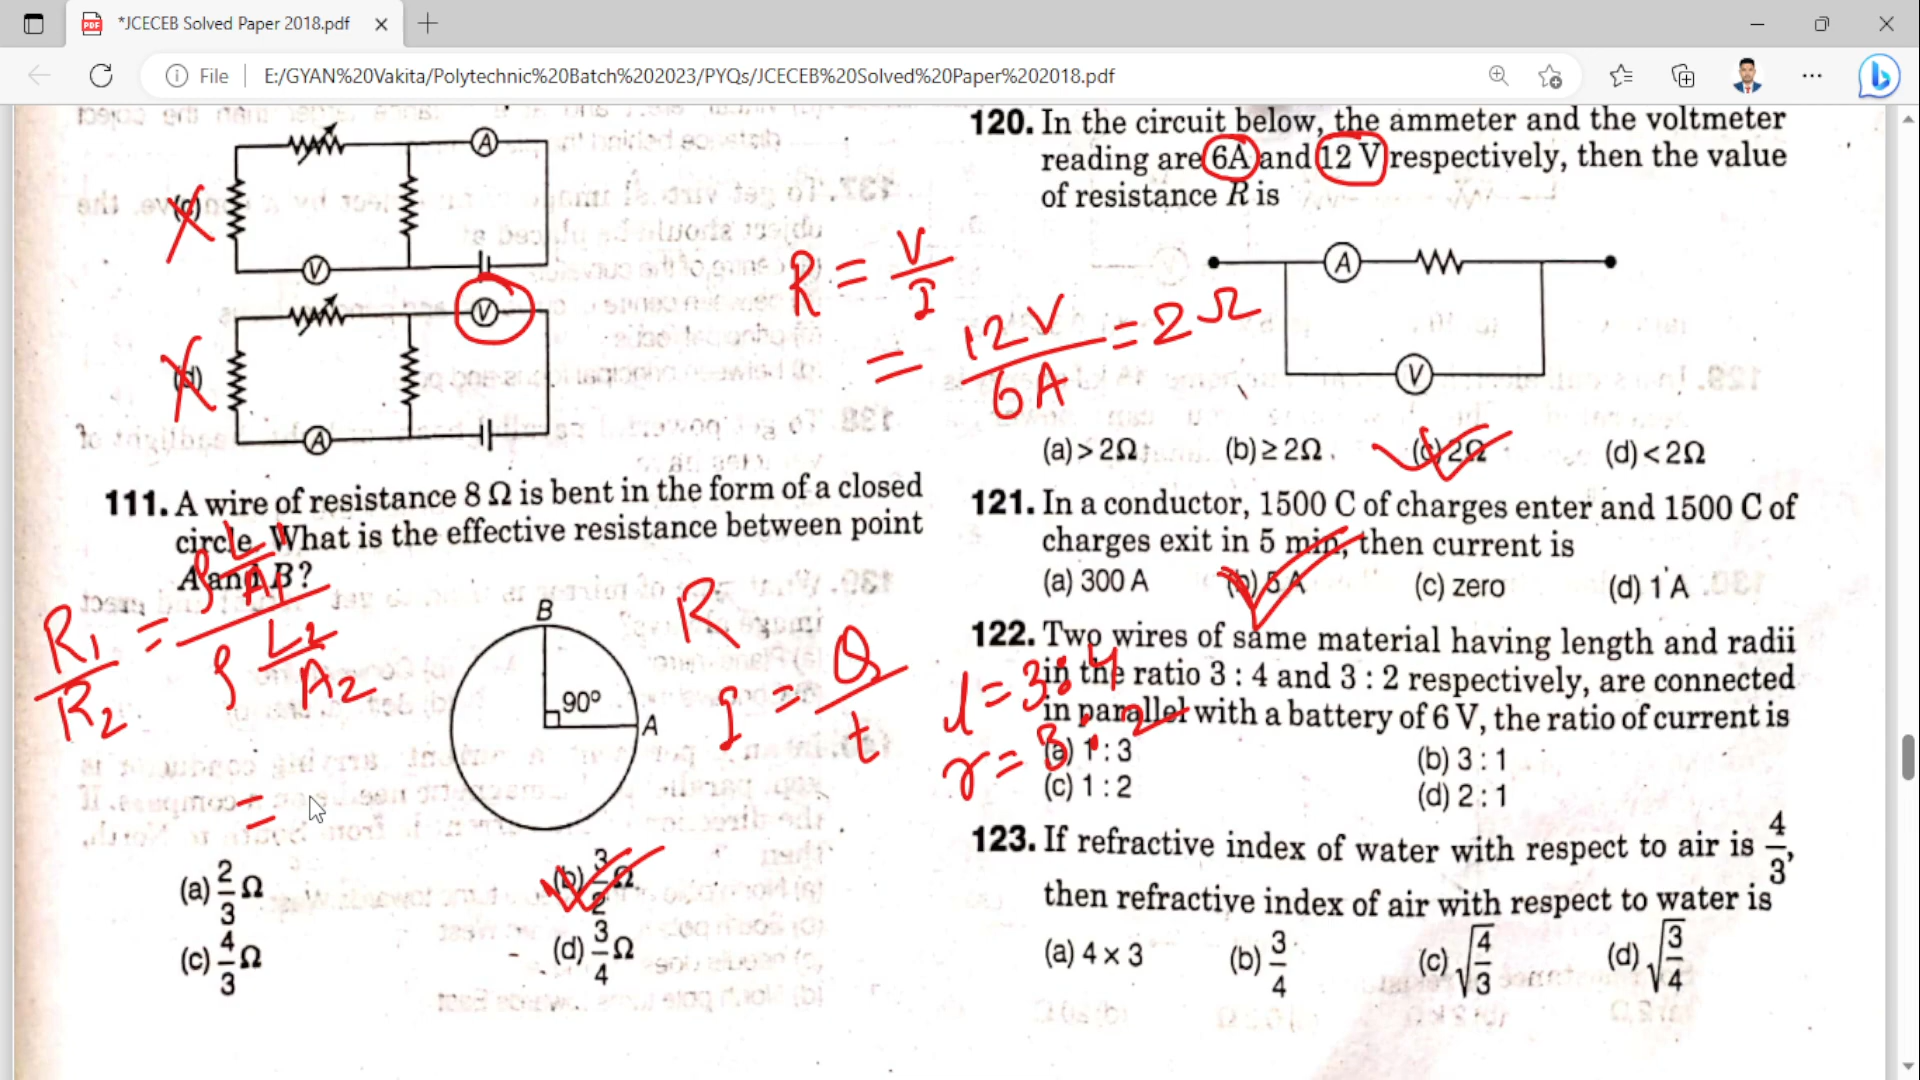 *JCECEB Solved Paper 2018.pdf
File
E:/GYAN%20Vakita/Polytechnic%20Batch%202023/PYQs/JCECEB%20Solved%20Paper%202018.pdf
(c)
A
V
(d)
V
A
111. A wire of resistance 8 Ω is bent in the form of a closed
circle. What is the effective resistance between point
A and B?
B
90º
A
(a) 2/3 Ω
(b) 3/2 Ω
(c) 4/3 Ω
(d) 3/4 Ω
R1/R2 = ρ L1/A1 / ρ L2/A2
=
R
I = Q/t
120. In the circuit below, the ammeter and the voltmeter
reading are 6A and 12 V respectively, then the value
of resistance R is
R = V/I
= 12V/6A = 2Ω
A
V
(a) > 2Ω (b) ≥ 2Ω (c) 2Ω (d) < 2Ω
121. In a conductor, 1500 C of charges enter and 1500 C of
charges exit in 5 min, then current is
(a) 300 A (b) 5 A (c) zero (d) 1 A
122. Two wires of same material having length and radii
in the ratio 3 : 4 and 3 : 2 respectively, are connected
in parallel with a battery of 6 V, the ratio of current is
l = 3:4
r = 3:2
(a) 1 : 3 (b) 3 : 1
(c) 1 : 2 (d) 2 : 1
123. If refractive index of water with respect to air is 4/3,
then refractive index of air with respect to water is
(a) 4 × 3 (b) 3/4 (c) √4/3 (d) √3/4